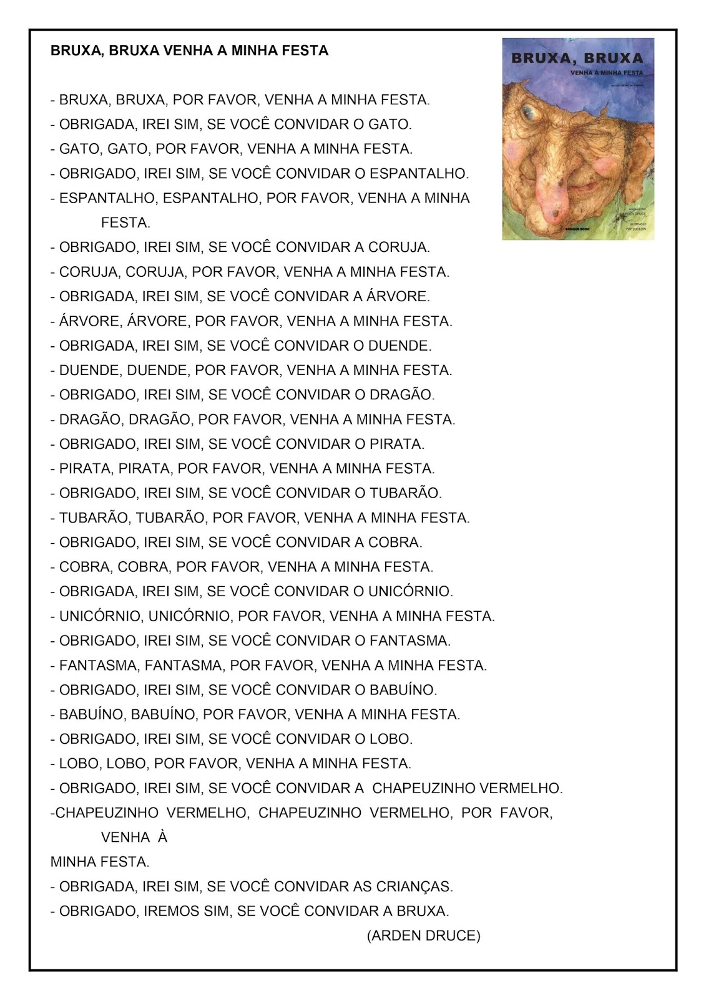 BRUXA, BRUXA VENHA A MINHA FESTA
BRUXA, BRUXA
VENHA À MINHA FESTA
- BRUXA, BRUXA, POR FAVOR, VENHA A MINHA FESTA.
- OBRIGADA, IREI SIM, SE VOCÊ CONVIDAR O GATO.
- GATO, GATO, POR FAVOR, VENHA A MINHA FESTA.
- OBRIGADO, IREI SIM, SE VOCÊ CONVIDAR O ESPANTALHO.
- ESPANTALHO, ESPANTALHO, POR FAVOR, VENHA A MINHA
FESTA.
ARDEN DRUCE
ILUSTRAÇÃO
PAT LUDLOW
BRINQUE-BOOK
- OBRIGADO, IREI SIM, SE VOCÊ CONVIDAR A CORUJA.
- CORUJA, CORUJA, POR FAVOR, VENHA A MINHA FESTA.
- OBRIGADA, IREI SIM, SE VOCÊ CONVIDAR A ÁRVORE.
- ÁRVORE, ÁRVORE, POR FAVOR, VENHA A MINHA FESTA.
- OBRIGADA, IREI SIM, SE VOCÊ CONVIDAR O DUENDE.
- DUENDE, DUENDE, POR FAVOR, VENHA A MINHA FESTA.
- OBRIGADO, IREI SIM, SE VOCÊ CONVIDAR O DRAGÃO.
- DRAGÃO, DRAGÃO, POR FAVOR, VENHA A MINHA FESTA.
- OBRIGADO, IREI SIM, SE VOCÊ CONVIDAR O PIRATA.
- PIRATA, PIRATA, POR FAVOR, VENHA A MINHA FESTA.
- OBRIGADO, IREI SIM, SE VOCÊ CONVIDAR O TUBARÃO.
- TUBARÃO, TUBARÃO, POR FAVOR, VENHA A MINHA FESTA.
- OBRIGADO, IREI SIM, SE VOCÊ CONVIDAR A COBRA.
- COBRA, COBRA, POR FAVOR, VENHA A MINHA FESTA.
- OBRIGADA, IREI SIM, SE VOCÊ CONVIDAR O UNICÓRNIO.
- UNICÓRNIO, UNICÓRNIO, POR FAVOR, VENHA A MINHA FESTA.
- OBRIGADO, IREI SIM, SE VOCÊ CONVIDAR O FANTASMA.
- FANTASMA, FANTASMA, POR FAVOR, VENHA A MINHA FESTA.
- OBRIGADO, IREI SIM, SE VOCÊ CONVIDAR O BABUÍNO.
- BABUÍNO, BABUÍNO, POR FAVOR, VENHA A MINHA FESTA.
- OBRIGADO, IREI SIM, SE VOCÊ CONVIDAR O LOBO.
- LOBO, LOBO, POR FAVOR, VENHA A MINHA FESTA.
- OBRIGADO, IREI SIM, SE VOCÊ CONVIDAR A CHAPEUZINHO VERMELHO.
-CHAPEUZINHO VERMELHO, CHAPEUZINHO VERMELHO, POR FAVOR,
VENHA À
MINHA FESTA.
- OBRIGADA, IREI SIM, SE VOCÊ CONVIDAR AS CRIANÇAS.
- OBRIGADO, IREMOS SIM, SE VOCÊ CONVIDAR A BRUXA.
(ARDEN DRUCE)